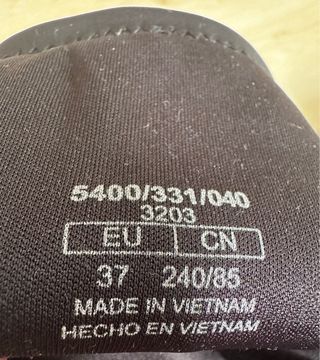 5400/331/040
3203
EU CN
37 240/85
MADE IN VIETNAM
HECHO EN VIETNAM